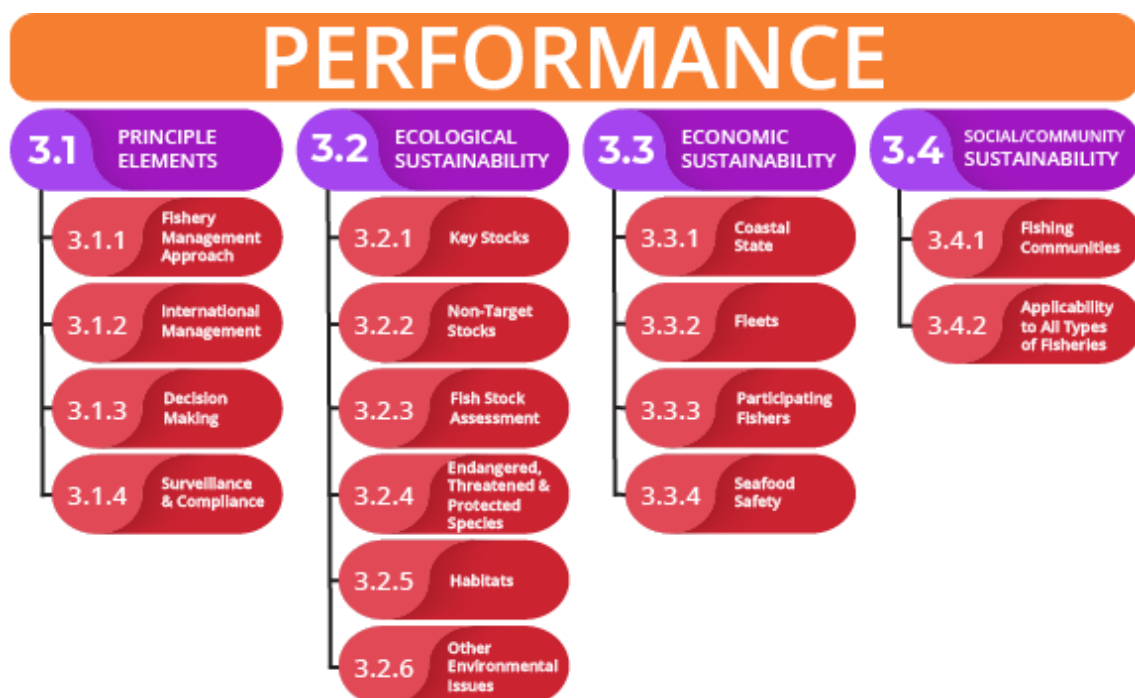 PERFORMANCE
3.1
PRINCIPLE
ELEMENTS
3.1.1
Fishery
Management
Approach
3.1.2
International
Management
3.1.3
Decision
Making
3.1.4
Surveillance
& Compliance
3.2
ECOLOGICAL
SUSTAINABILITY
3.2.1
Key Stocks
3.2.2
Non-Target
Stocks
3.2.3
Fish Stock
Assessment
3.2.4
Endangered,
Threatened &
Protected
Species
3.2.5
Habitats
3.2.6
Other
Environmental
Issues
3.3
ECONOMIC
SUSTAINABILITY
3.3.1
Coastal
State
3.3.2
Fleets
3.3.3
Participating
Fishers
3.3.4
Seafood
Safety
3.4
SOCIAL/COMMUNITY
SUSTAINABILITY
3.4.1
Fishing
Communities
3.4.2
Applicability
to All Types
of Fisheries